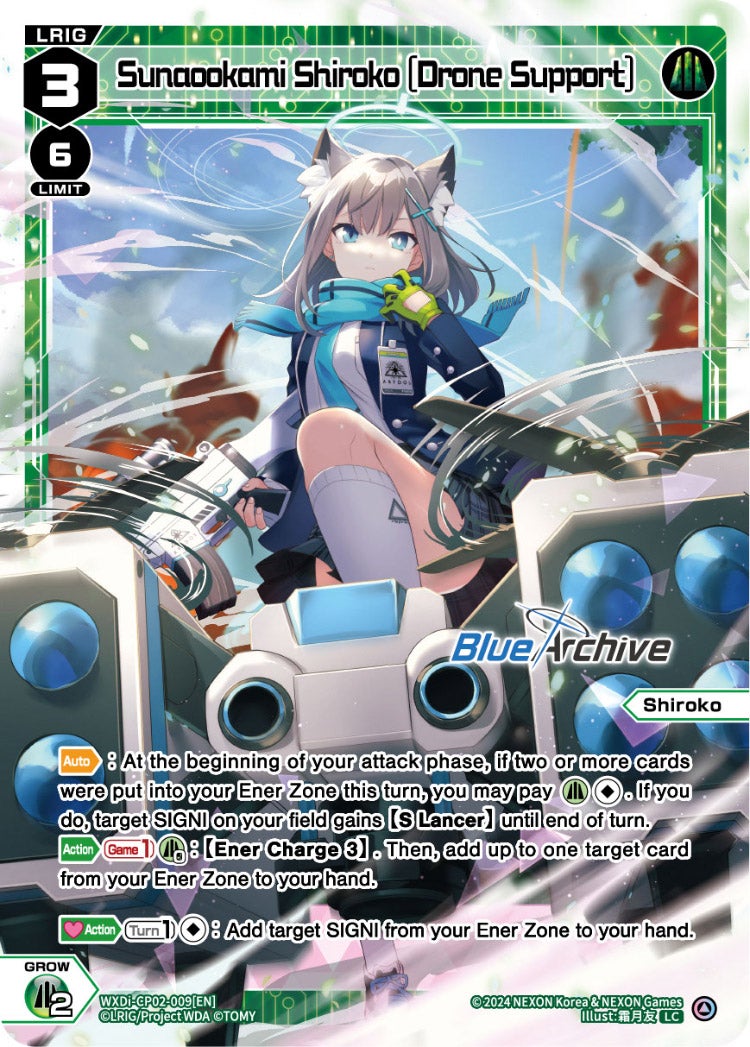 LRIG
3 Sunaookami Shiroko [Drone Support]
6
LIMIT
ABYDOS
Blue Archive
Shiroko
Auto : At the beginning of your attack phase, if two or more cards
were put into your Ener Zone this turn, you may pay . If you
do, target SIGNI on your field gains 【S Lancer】 until end of turn.
Action Game 1 0 : 【Ener Charge 3】. Then, add up to one target card
from your Ener Zone to your hand.
Action Turn 1 : Add target SIGNI from your Ener Zone to your hand.
GROW
2
WXDi-CP02-009[EN]
©LRIG/Project WDA ©TOMY
©2024 NEXON Korea & NEXON Games
Illust:霜月友 LC